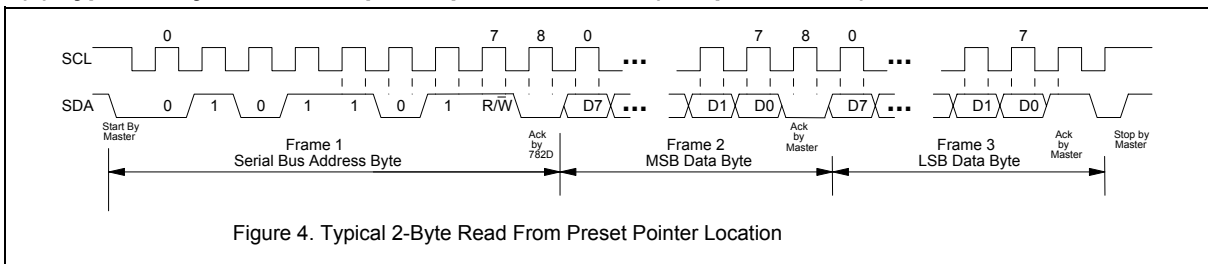 0 7 8 0 7 8 0 7
SCL ... ... ...
SDA 0 1 0 1 1 0 1 R/W D7 ... D1 D0 D7 ... D1 D0
Start By
Master
Frame 1
Serial Bus Address Byte
Ack
by
782D
Frame 2
MSB Data Byte
Ack
by
Master
Frame 3
LSB Data Byte
Ack
by
Master
Stop by
Master
Figure 4. Typical 2-Byte Read From Preset Pointer Location